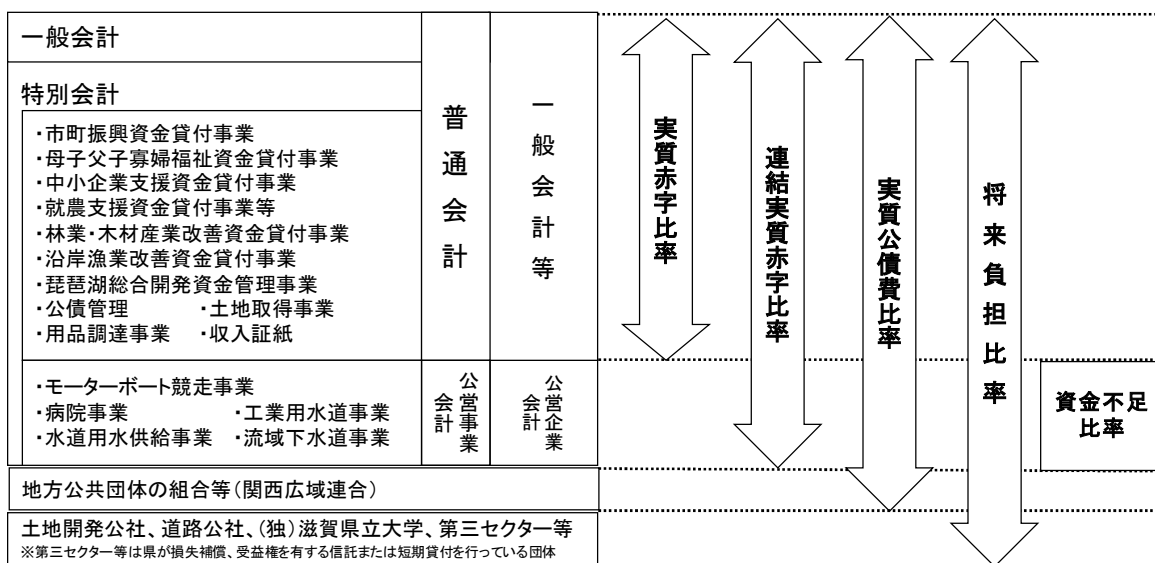 一般会計
特別会計
・市町振興資金貸付事業
・母子父子寡婦福祉資金貸付事業
・中小企業支援資金貸付事業
・就農支援資金貸付事業等
・林業・木材産業改善資金貸付事業
・沿岸漁業改善資金貸付事業
・琵琶湖総合開発資金管理事業
・公債管理 ・土地取得事業
・用品調達事業 ・収入証紙
普通会計
一般会計等
・モーターボート競走事業
・病院事業 ・工業用水道事業
・水道用水供給事業 ・流域下水道事業
公営事業
会計
公営企業
会計
地方公共団体の組合等(関西広域連合)
土地開発公社、道路公社、(独)滋賀県立大学、第三セクター等
※第三セクター等は県が損失補償、受益権を有する信託または短期貸付を行っている団体
実質赤字比率
連結実質赤字比率
実質公債費比率
将来負担比率
資金不足
比率